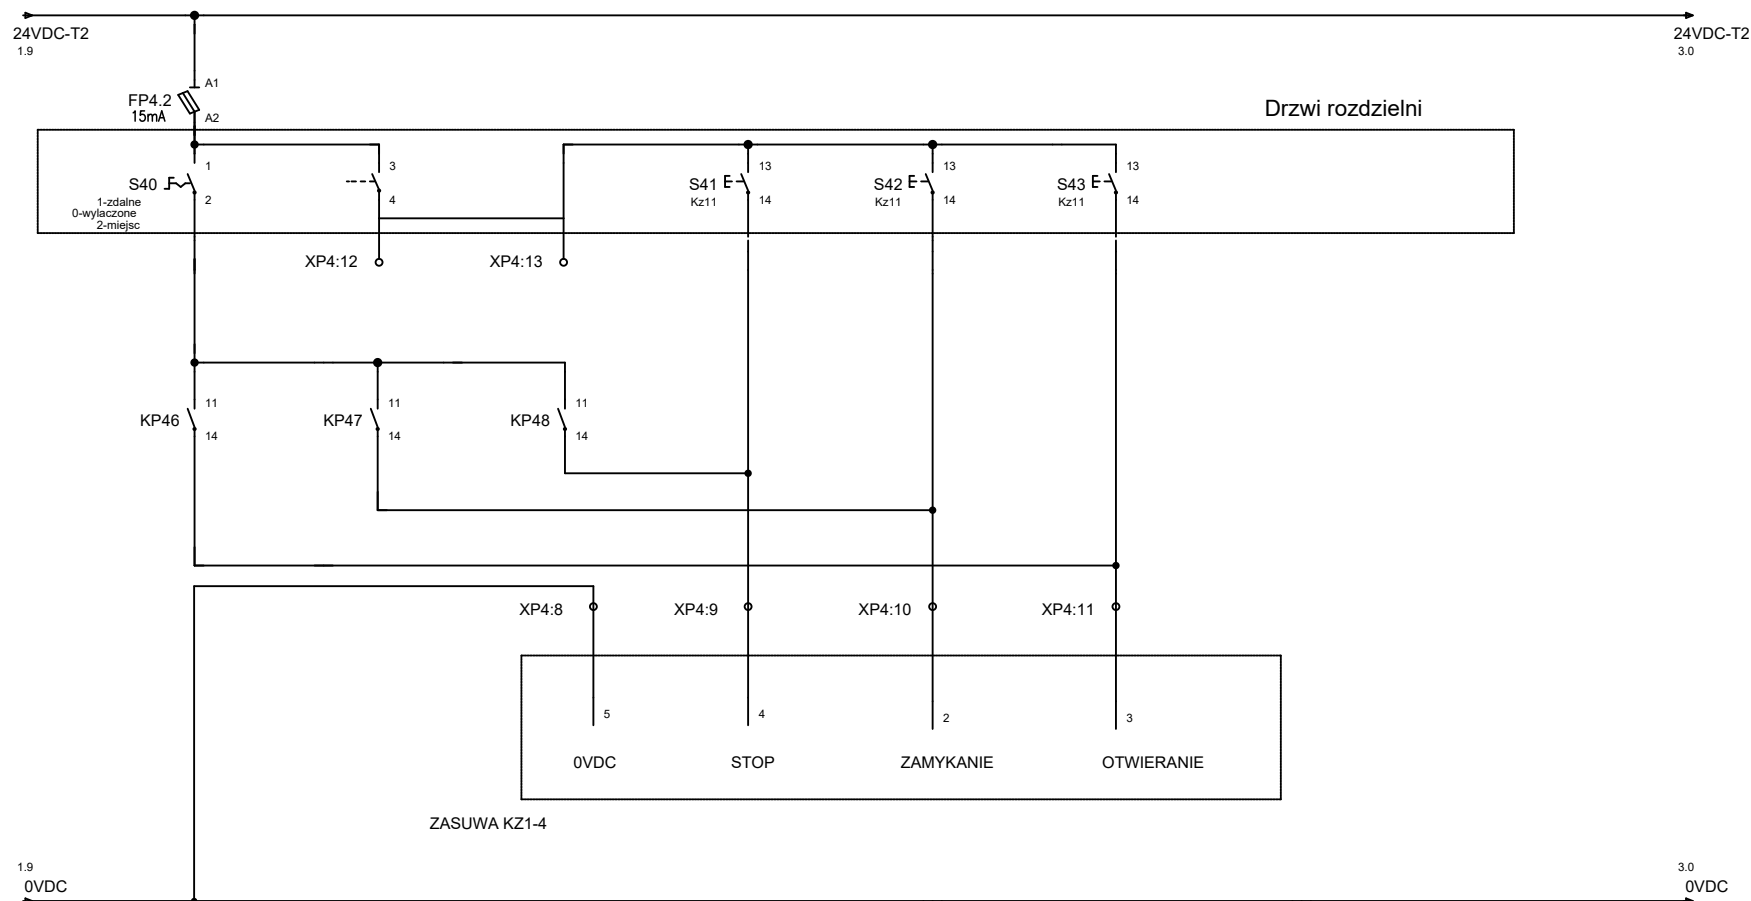 24VDC-T2
24VDC-T2
1.9
3.0
A1
FP4.2
15mA
A2
Drzwi rozdzielni
1
3
13
13
13
S40
S41
S42
S43
2
4
Kz11
14
Kz11
14
Kz11
14
1-zdalne
0-wylaczone
2-miejsc
XP4:12
XP4:13
11
11
11
KP46
KP47
KP48
14
14
14
XP4:8
XP4:9
XP4:10
XP4:11
5
4
2
3
0VDC
STOP
ZAMYKANIE
OTWIERANIE
ZASUWA KZ1-4
1.9
3.0
0VDC
0VDC